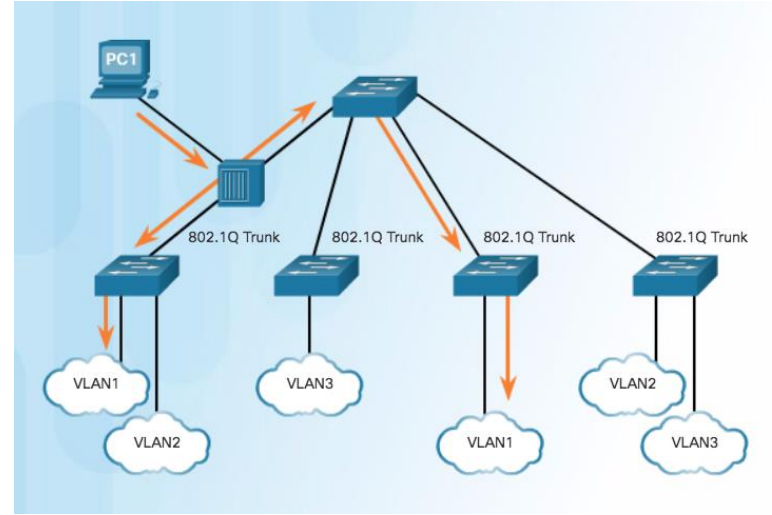 PC1
802.1Q Trunk
802.1Q Trunk
802.1Q Trunk
802.1Q Trunk
VLAN1
VLAN3
VLAN2
VLAN2
VLAN1
VLAN3